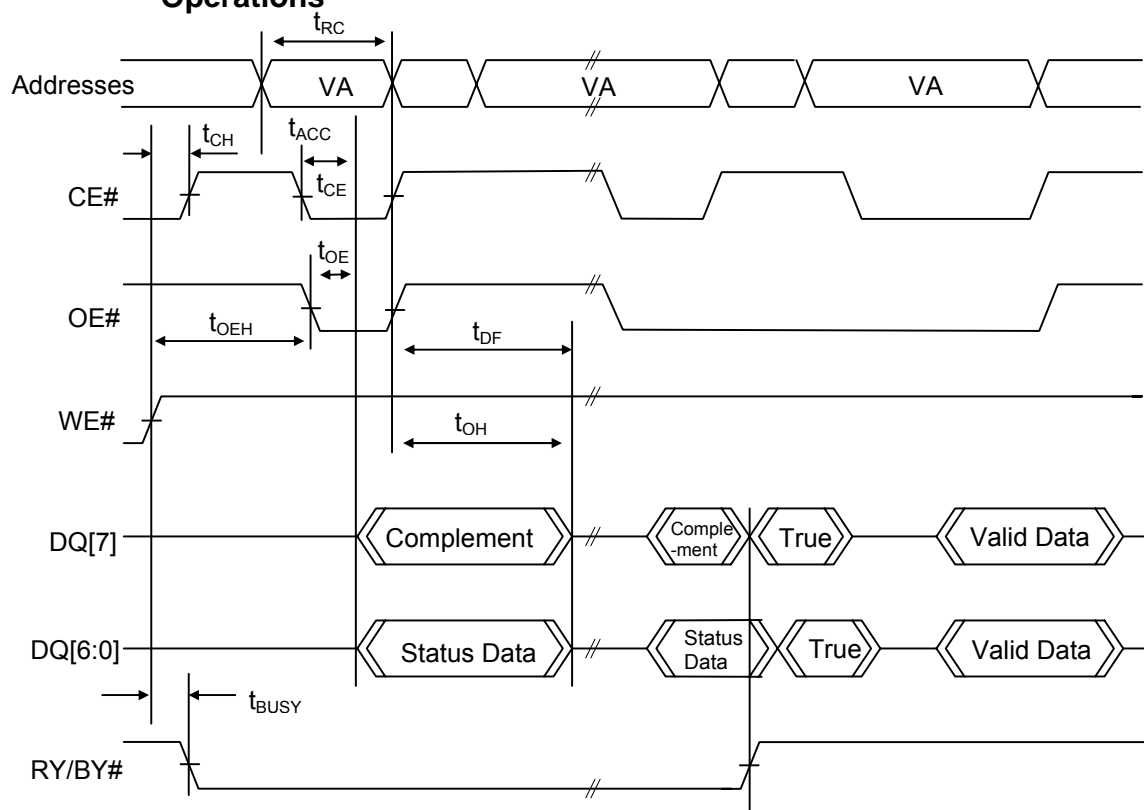 Operations
tRC
Addresses
VA
VA
VA
tCH
tACC
CE#
tCE
tOE
OE#
tOEH
tDF
WE#
tOH
DQ[7]
Complement
Comple
-ment
True
Valid Data
DQ[6:0]
Status Data
Status
Data
True
Valid Data
tBUSY
RY/BY#